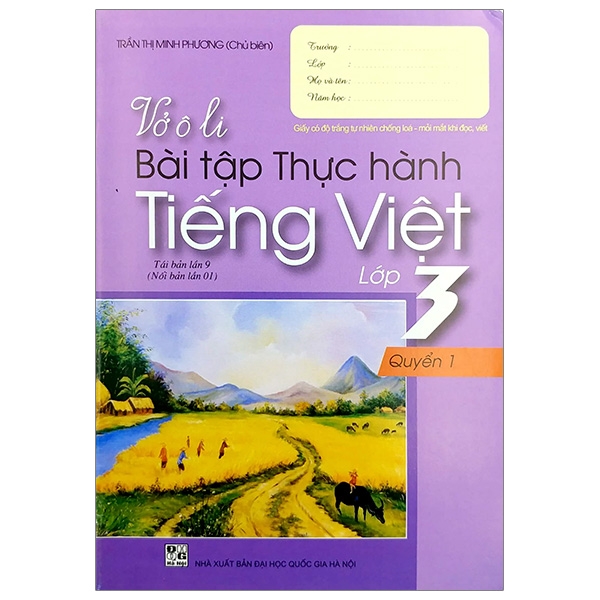 TRẦN THỊ MINH PHƯƠNG (Chủ biên)
Trường :
Lớp :
Họ và tên :
Năm học :
Giấy có độ trắng tự nhiên chống loá - mỏi mắt khi đọc, viết
Vở ô li
Bài tập Thực hành
Tiếng Việt
Tái bản lần 9
(Nối bản lần 01)
Lớp 3
Quyển 1
Hà Nội
NHÀ XUẤT BẢN ĐẠI HỌC QUỐC GIA HÀ NỘI